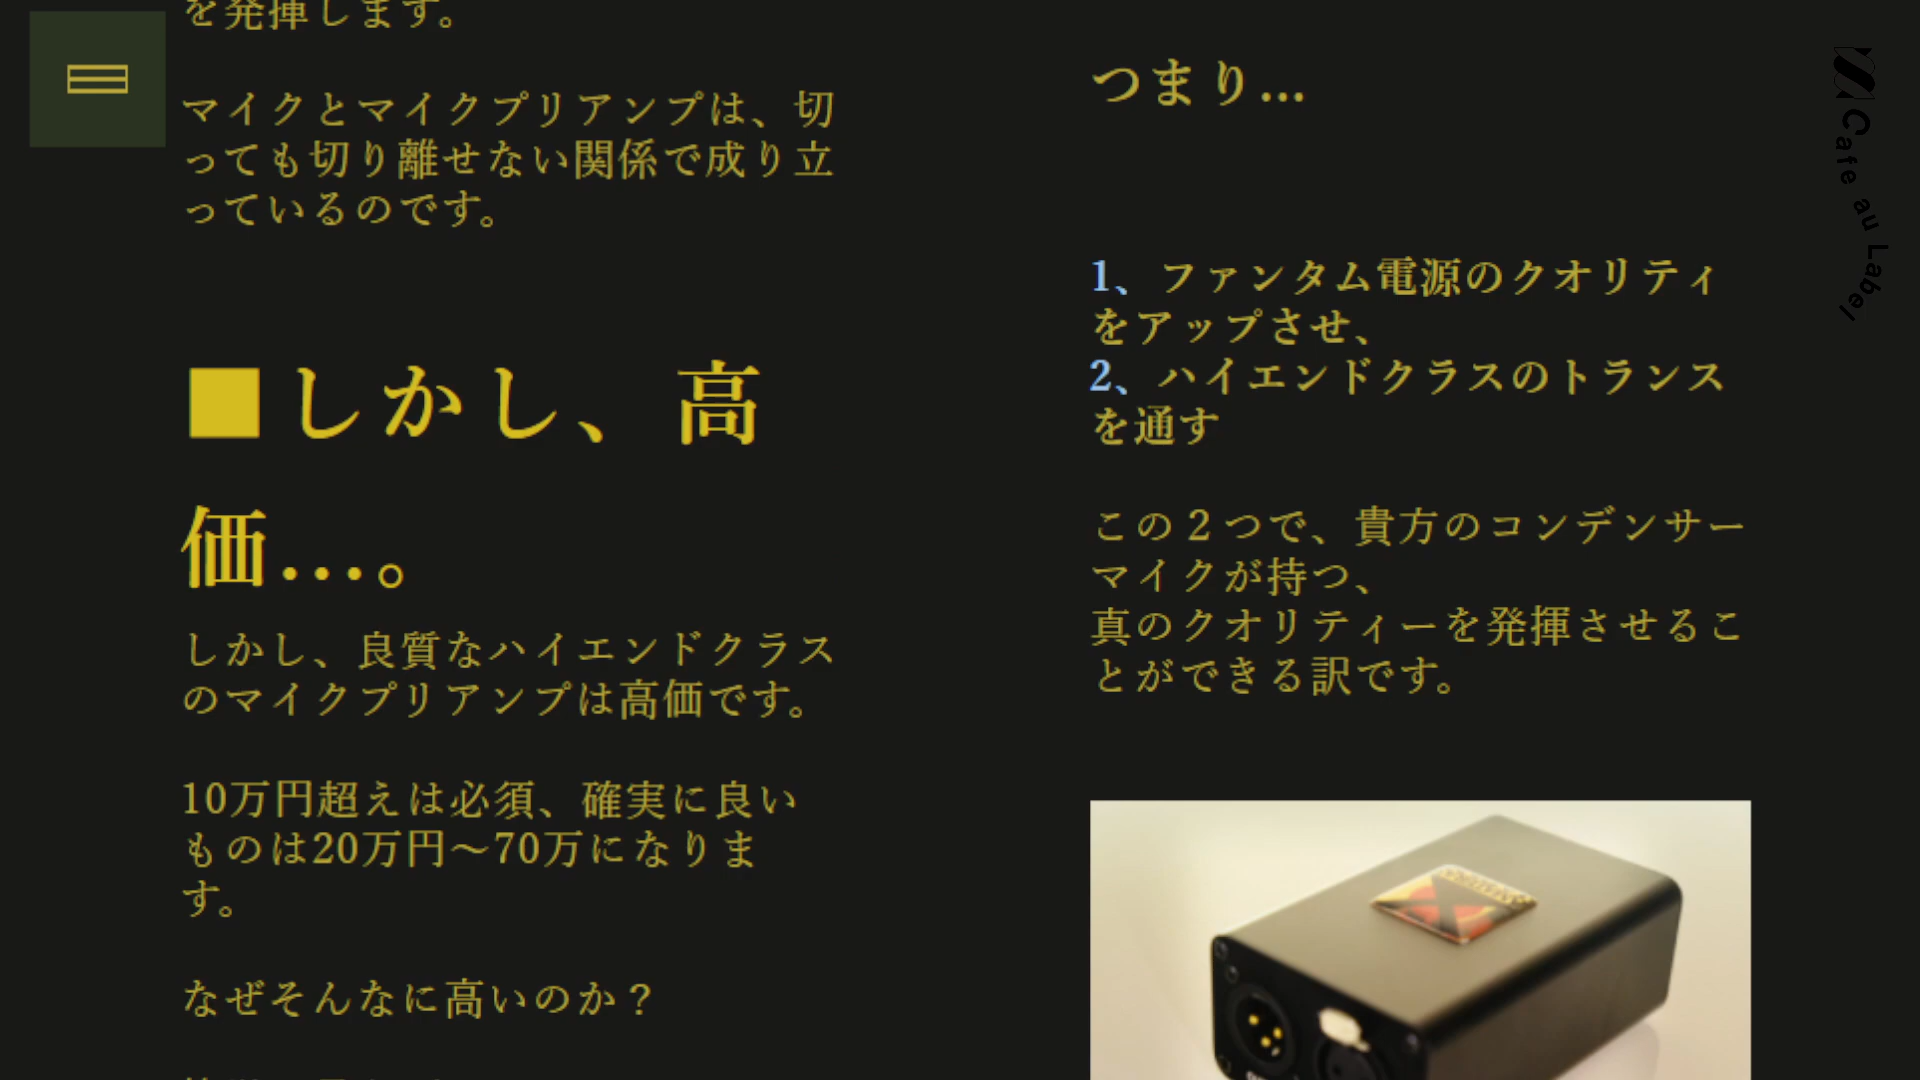 を発揮します。
マイクとマイクプリアンプは、切
っても切り離せない関係で成り立
っているのです。
■しかし、高
価…。
しかし、良質なハイエンドクラス
のマイクプリアンプは高価です。
10万円超えは必須、確実に良い
ものは20万円〜70万になりま
す。
なぜそんなに高いのか？
つまり…
1、ファンタム電源のクオリティ
をアップさせ、
2、ハイエンドクラスのトランス
を通す
この２つで、貴方のコンデンサー
マイクが持つ、
真のクオリティーを発揮させるこ
とができる訳です。
Cafe au Label